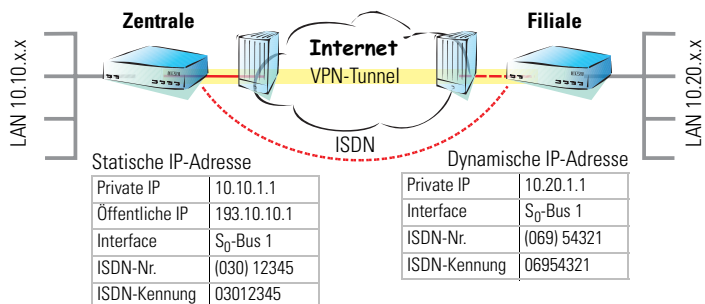 Zentrale
Filiale
Internet
VPN-Tunnel
LAN 10.10.x.x
LAN 10.20.x.x
ISDN
Statische IP-Adresse
Private IP 10.10.1.1
Öffentliche IP 193.10.10.1
Interface S₀-Bus 1
ISDN-Nr. (030) 12345
ISDN-Kennung 03012345
Dynamische IP-Adresse
Private IP 10.20.1.1
Interface S₀-Bus 1
ISDN-Nr. (069) 54321
ISDN-Kennung 06954321